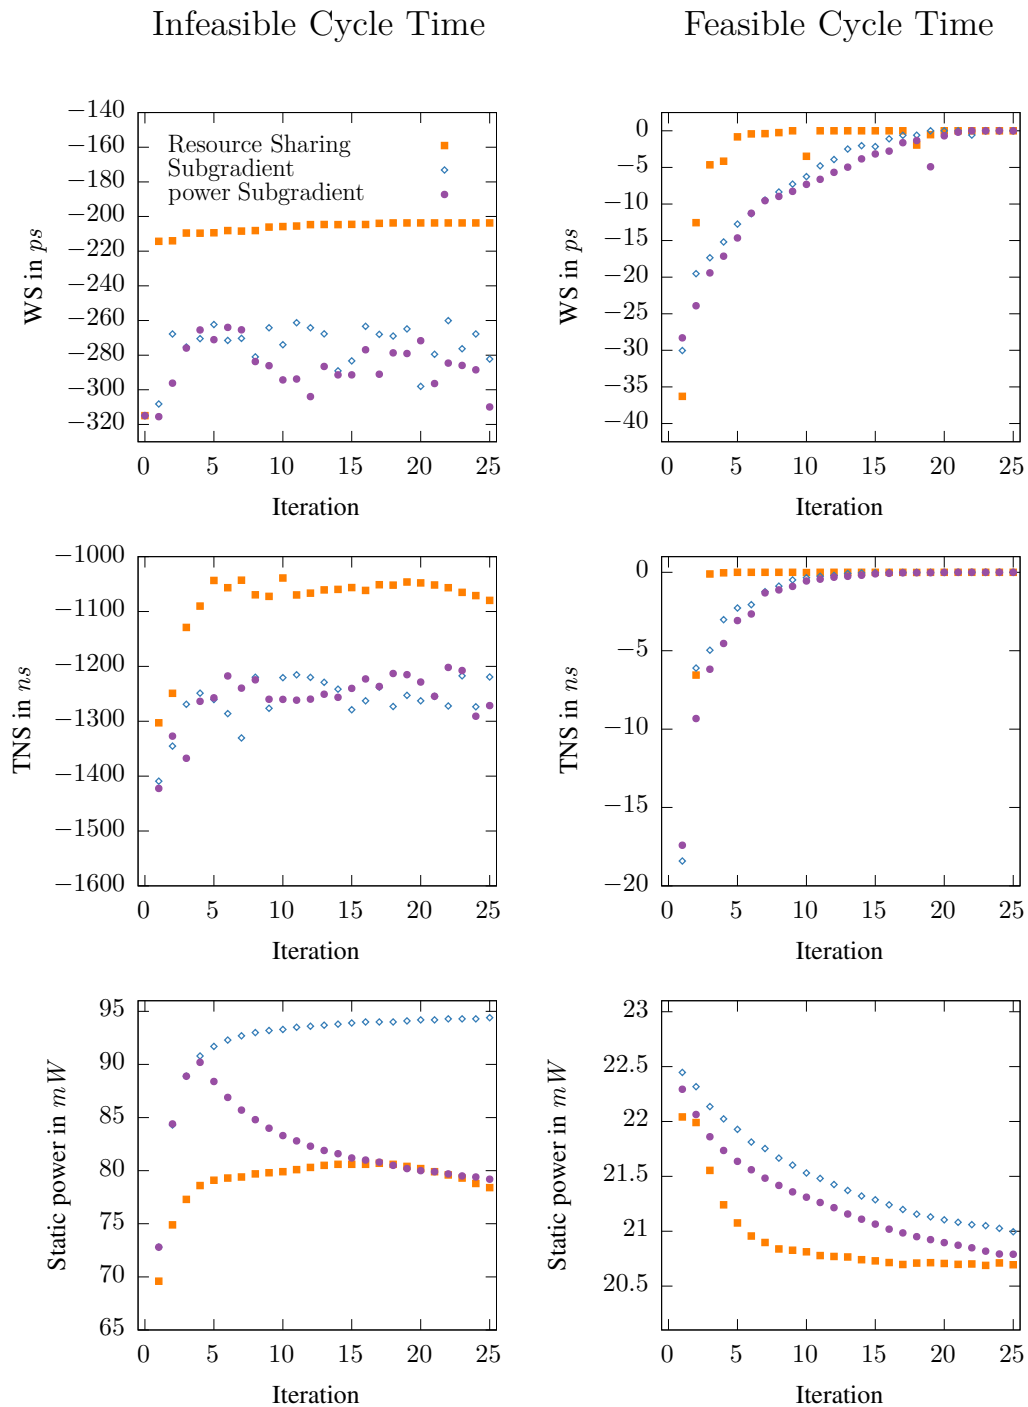 Infeasible Cycle Time
Feasible Cycle Time
−140
−160
−180
−200
−220
−240
−260
−280
−300
−320
WS in ps
Resource Sharing
Subgradient
power Subgradient
0 5 10 15 20 25
Iteration
0
−5
−10
−15
−20
−25
−30
−35
−40
WS in ps
0 5 10 15 20 25
Iteration
−1000
−1100
−1200
−1300
−1400
−1500
−1600
TNS in ns
0 5 10 15 20 25
Iteration
0
−5
−10
−15
−20
TNS in ns
0 5 10 15 20 25
Iteration
95
90
85
80
75
70
65
Static power in mW
0 5 10 15 20 25
Iteration
23
22.5
22
21.5
21
20.5
Static power in mW
0 5 10 15 20 25
Iteration